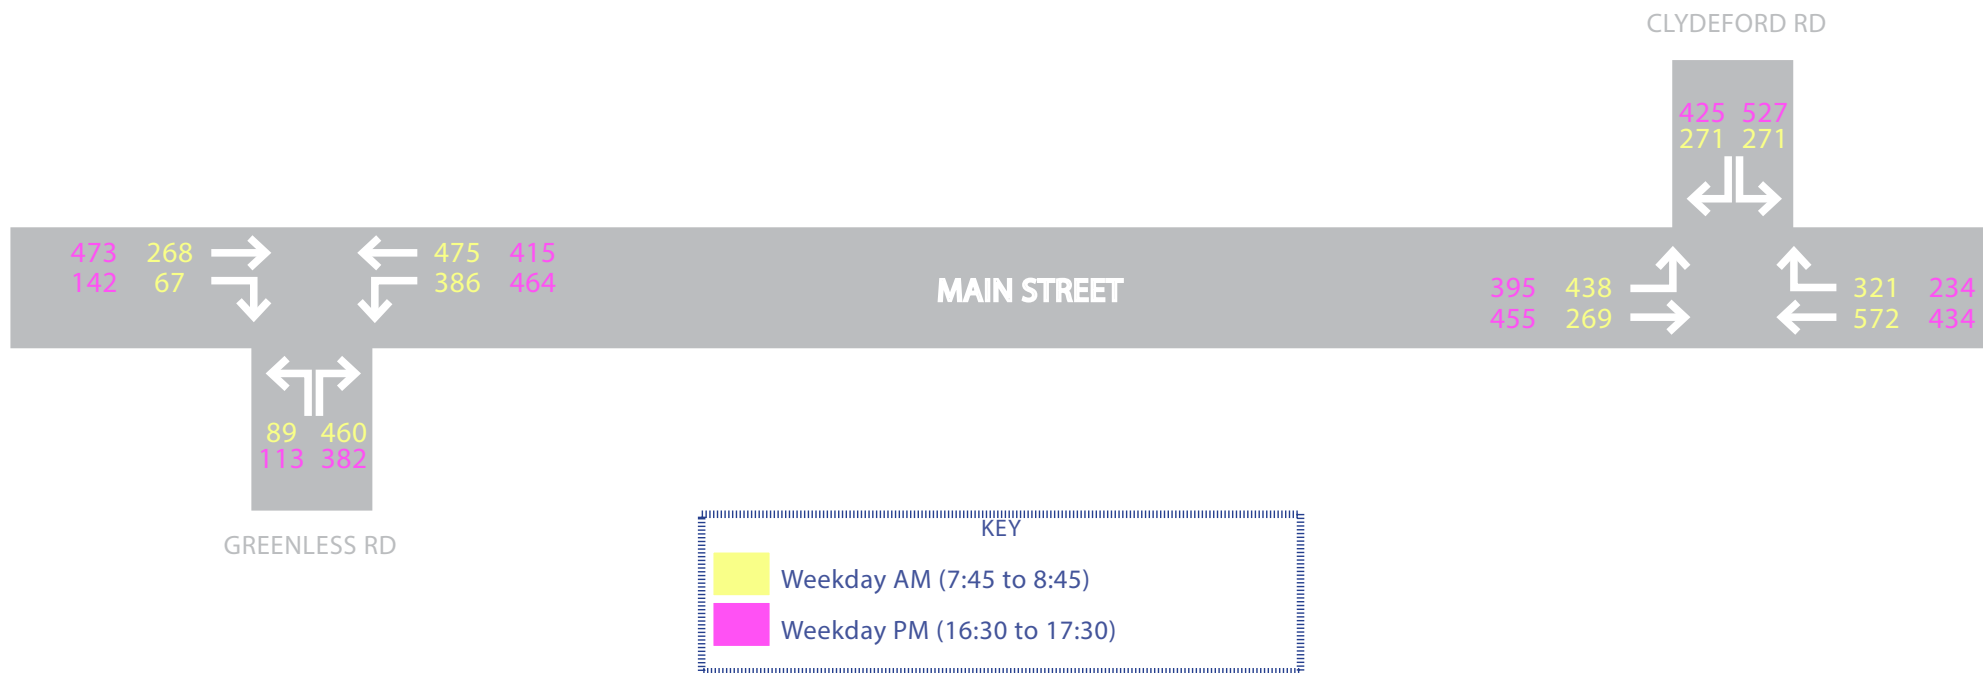 CLYDEFORD RD
425 527
271 271
473 268 475 415
142 67 386 464
MAIN STREET
395 438 321 234
455 269 572 434
89 460
113 382
GREENLESS RD
KEY
Weekday AM (7:45 to 8:45)
Weekday PM (16:30 to 17:30)